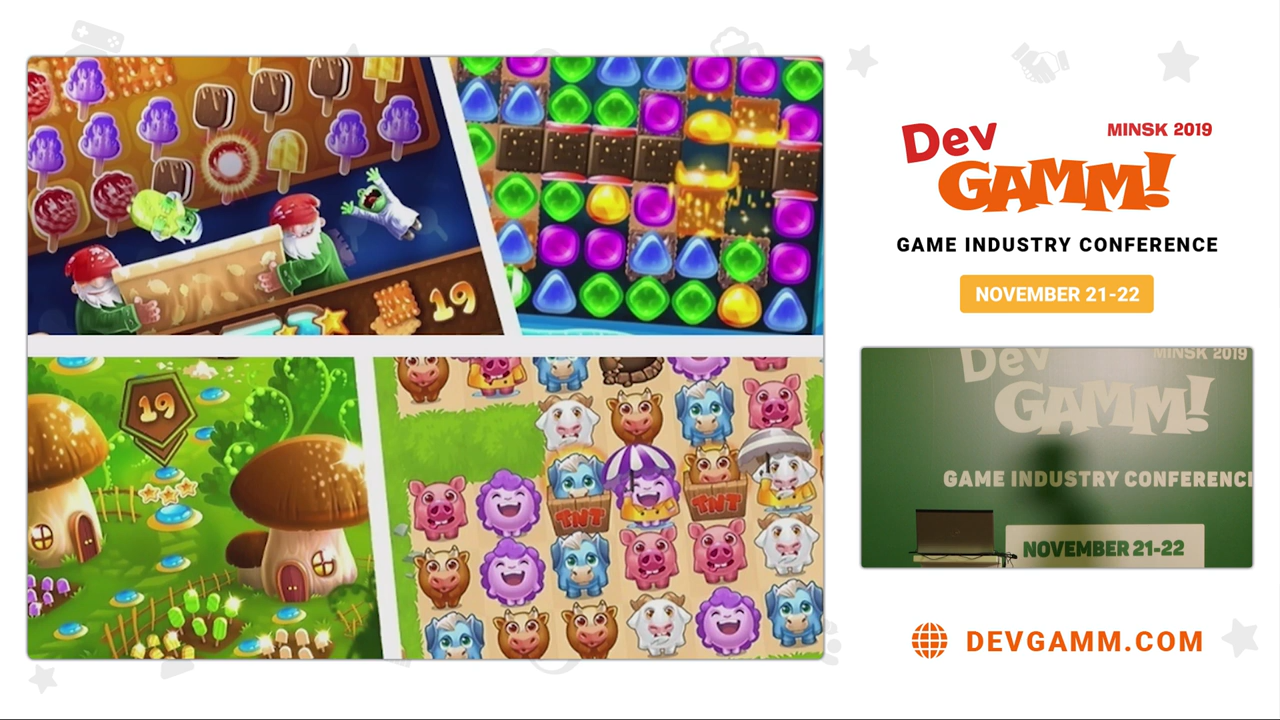 19
19
TNT
TNT
Dev
GAMM!
MINSK 2019
GAME INDUSTRY CONFERENCE
NOVEMBER 21-22
Dev
GAMM!
MINSK 2019
GAME INDUSTRY CONFERENCE
NOVEMBER 21-22
DEVGAMM.COM